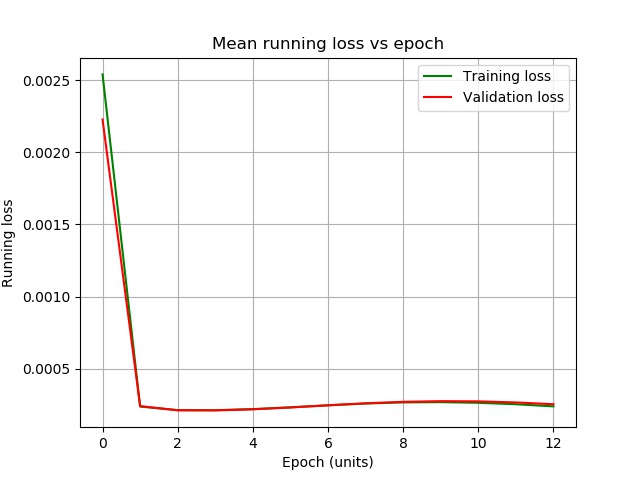 Mean running loss vs epoch
Training loss
Validation loss
Running loss
0.0025
0.0020
0.0015
0.0010
0.0005
0 2 4 6 8 10 12
Epoch (units)